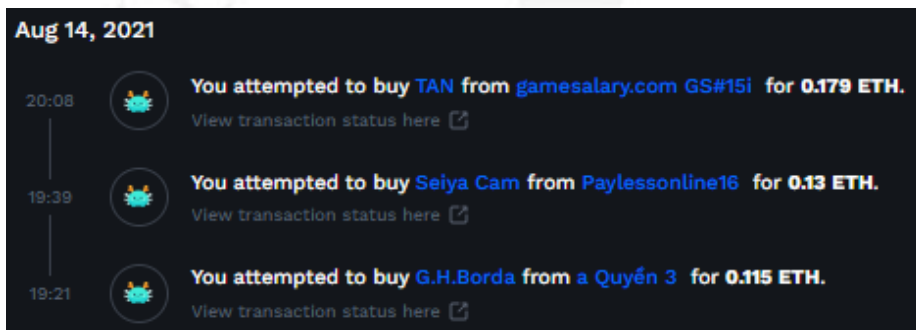 Aug 14, 2021
20:08
You attempted to buy TAN from gamesalary.com GS#15i for 0.179 ETH.
View transaction status here
19:39
You attempted to buy Seiya Cam from Paylessonline16 for 0.13 ETH.
View transaction status here
19:21
You attempted to buy G.H.Borda from a Quyền 3 for 0.115 ETH.
View transaction status here